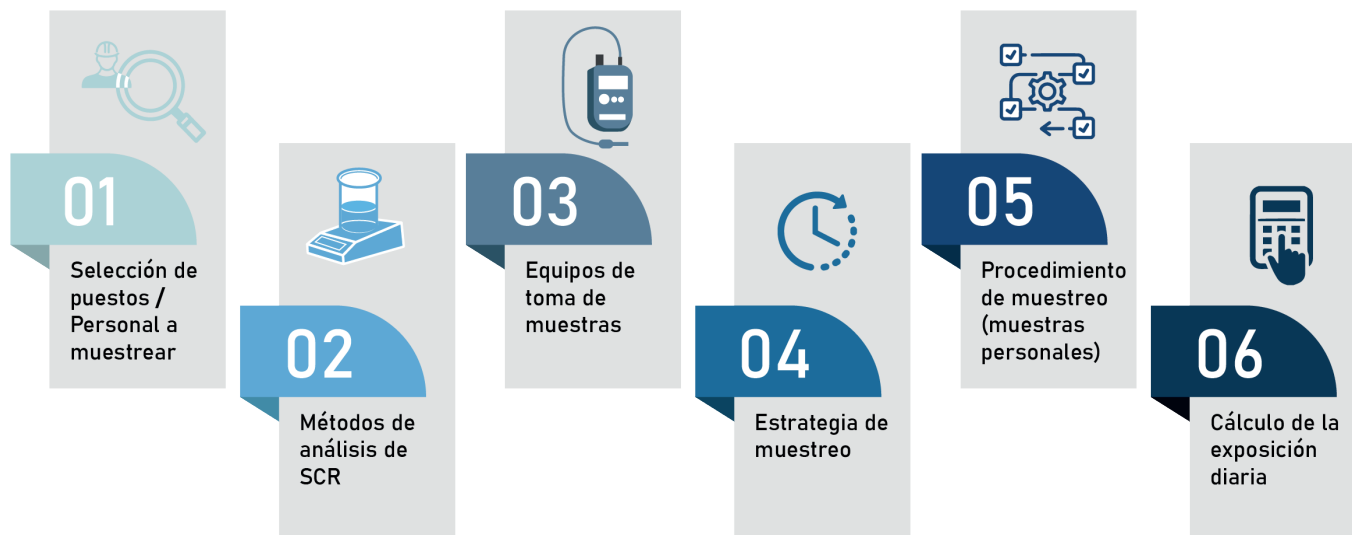 01
Selección de
puestos /
Personal a
muestrear
02
Métodos de
análisis de
SCR
03
Equipos de
toma de
muestras
04
Estrategia de
muestreo
05
Procedimiento
de muestreo
(muestras
personales)
06
Cálculo de la
exposición
diaria